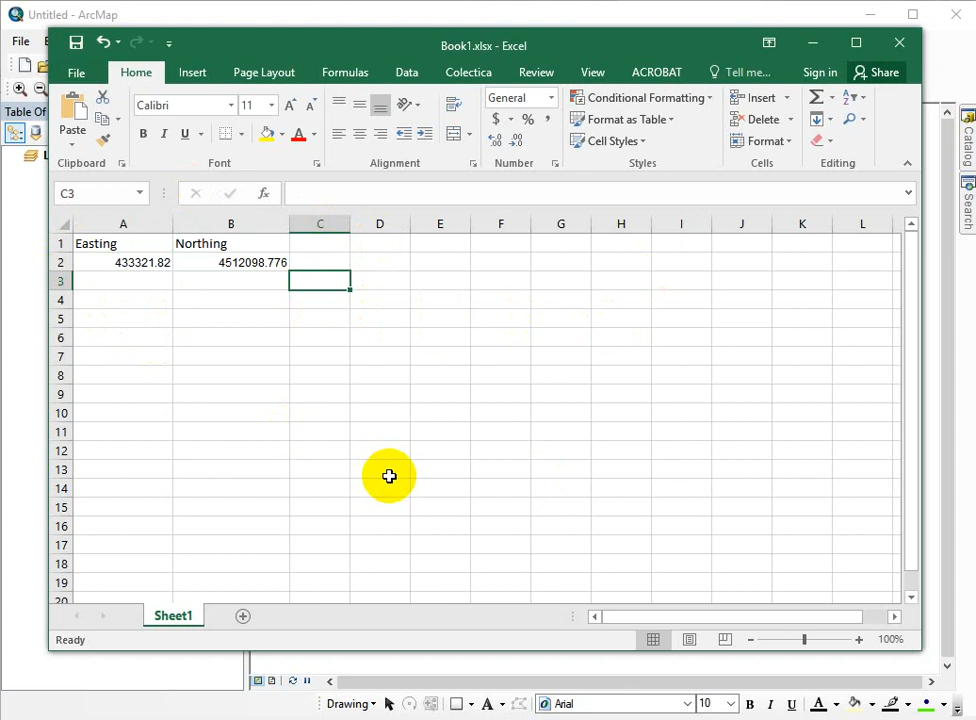 Untitled - ArcMap
File
Table Of
Book1.xlsx - Excel
File Home Insert Page Layout Formulas Data Colectica Review View ACROBAT Tell me... Sign in Share
Paste
Calibri 11
B I U
A A
A
General
$ % ,
Conditional Formatting
Format as Table
Cell Styles
Insert
Delete
Format
Clipboard Font Alignment Number Styles Cells Editing
C3 fx
A B C D E F G H I J K L
1 Easting Northing
2 433321.82 4512098.776
3
4
5
6
7
8
9
10
11
12
13
14
15
16
17
18
19
20
Sheet1
Ready 100%
Catalog
Search
Drawing A Arial 10 B I U A